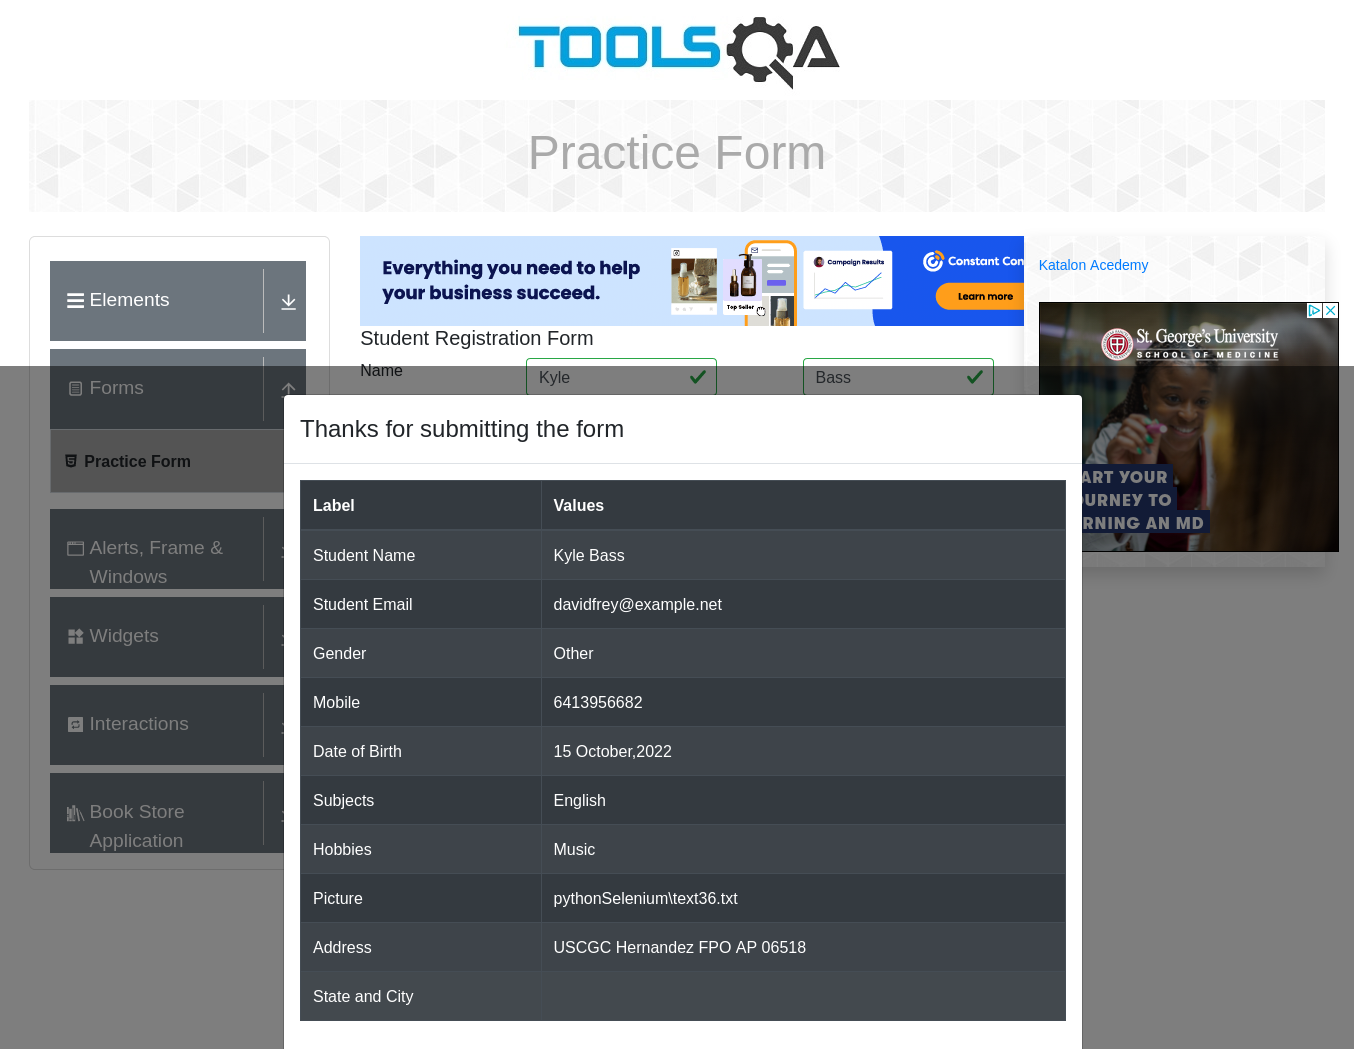 TOOLSQA
Practice Form
Elements
Forms
Practice Form
Alerts, Frame &
Windows
Widgets
Interactions
Book Store
Application
Everything you need to help
your business succeed.
Top Seller
Campaign Results
Constant Con
Learn more
Student Registration Form
Name
Kyle
Bass
Katalon Acedemy
St. George's University
SCHOOL OF MEDICINE
ART YOUR
URNEY TO
RNING AN MD
Thanks for submitting the form
Label Values
Student Name Kyle Bass
Student Email davidfrey@example.net
Gender Other
Mobile 6413956682
Date of Birth 15 October,2022
Subjects English
Hobbies Music
Picture pythonSelenium\text36.txt
Address USCGC Hernandez FPO AP 06518
State and City